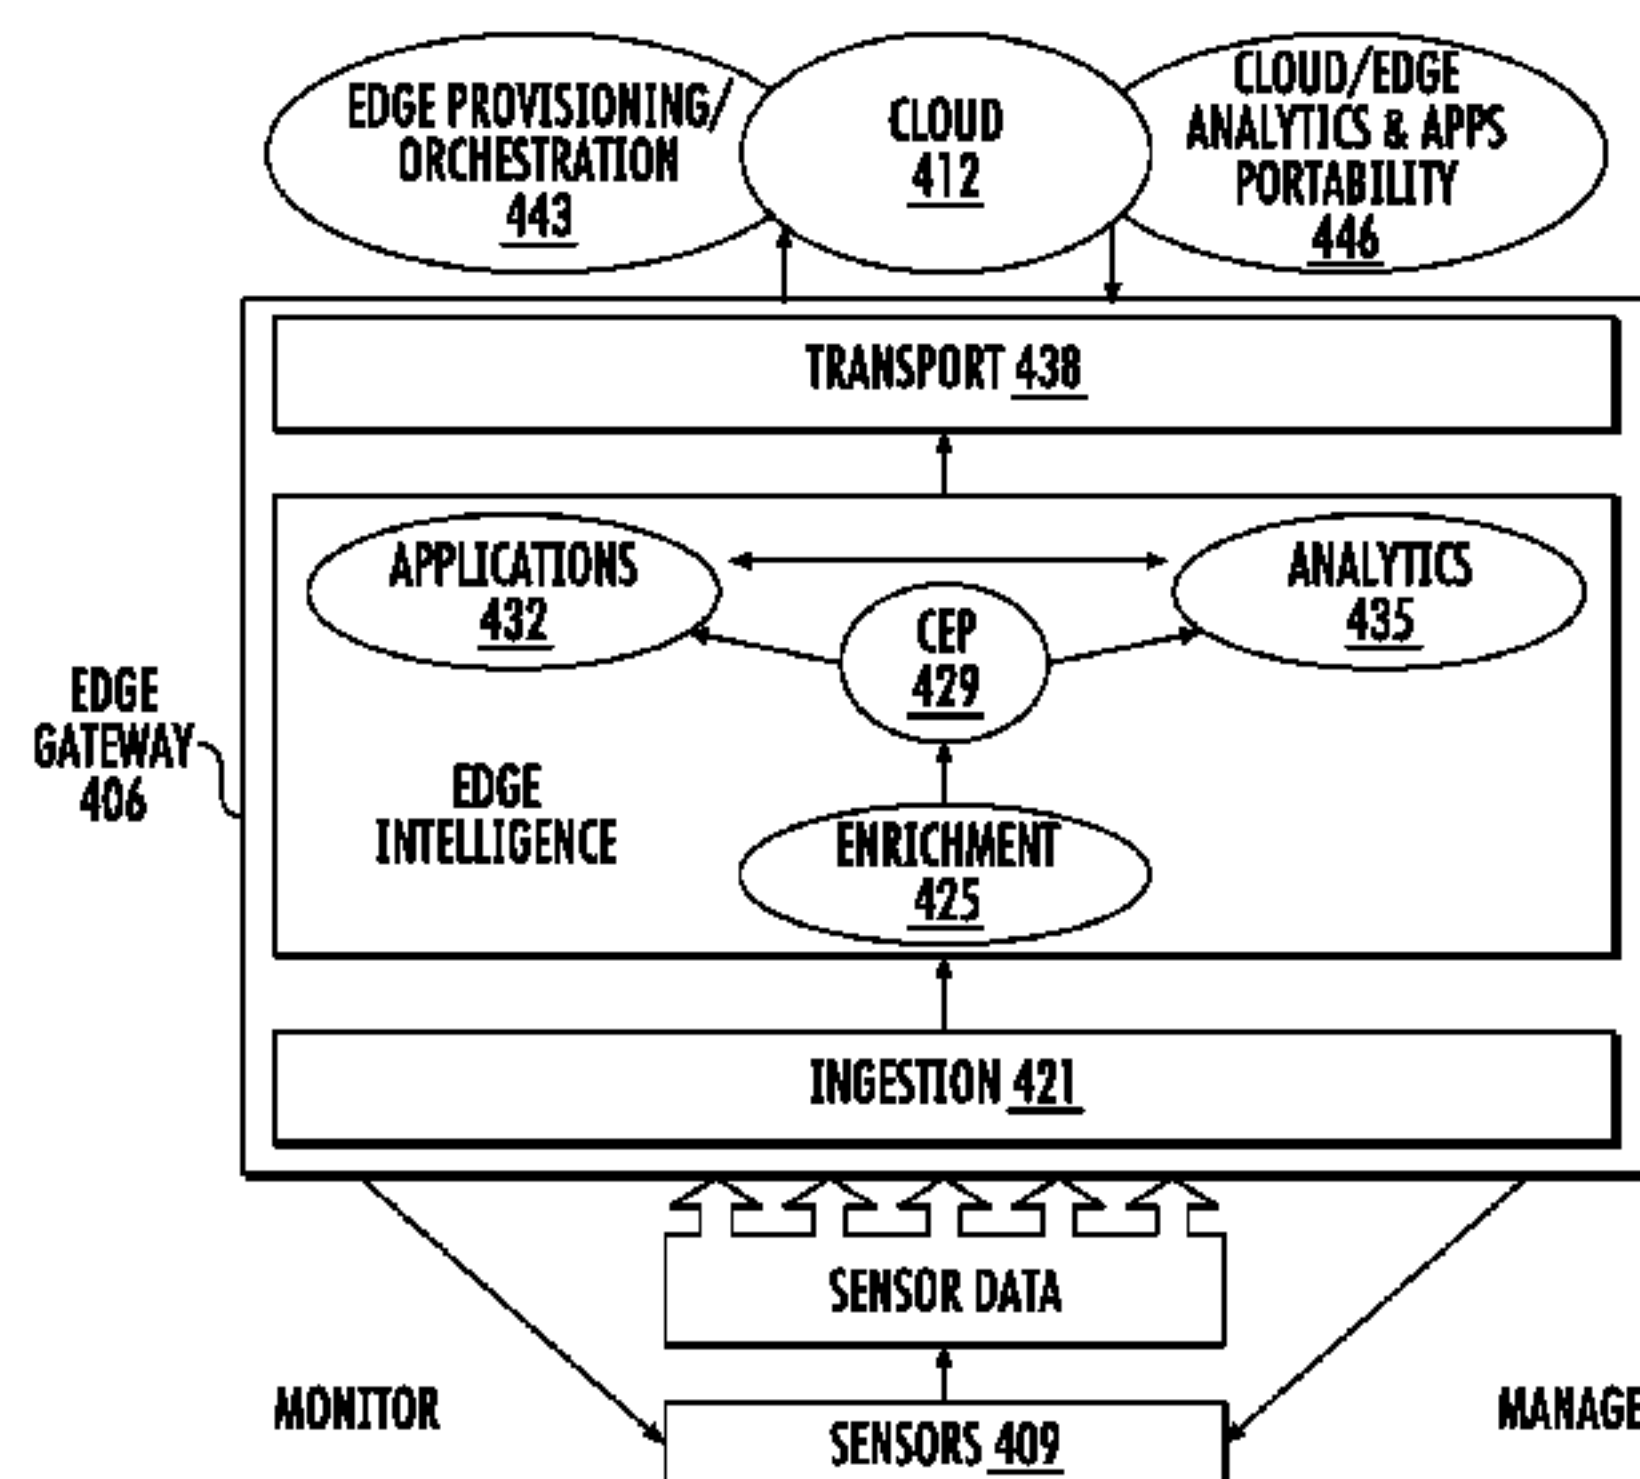 EDGE PROVISIONING/
ORCHESTRATION
443
CLOUD
412
CLOUD/EDGE
ANALYTICS & APPS
PORTABILITY
446
TRANSPORT 438
APPLICATIONS
432
ANALYTICS
435
CEP
429
EDGE
GATEWAY
406
EDGE
INTELLIGENCE
ENRICHMENT
425
INGESTION 421
SENSOR DATA
MONITOR
MANAGE
SENSORS 409